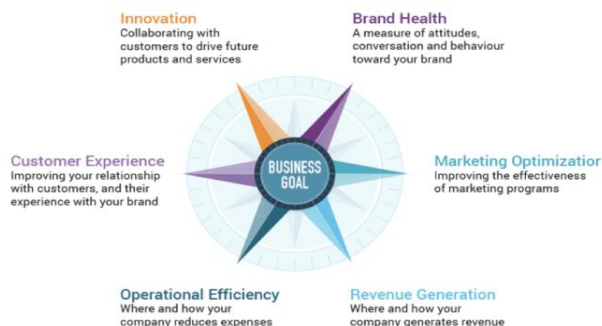 Innovation
Collaborating with
customers to drive future
products and services
Brand Health
A measure of attitudes,
conversation and behaviour
toward your brand
Customer Experience
Improving your relationship
with customers, and their
experience with your brand
BUSINESS
GOAL
Marketing Optimization
Improving the effectiveness
of marketing programs
Operational Efficiency
Where and how your
company reduces expenses
Revenue Generation
Where and how your
company generates revenue